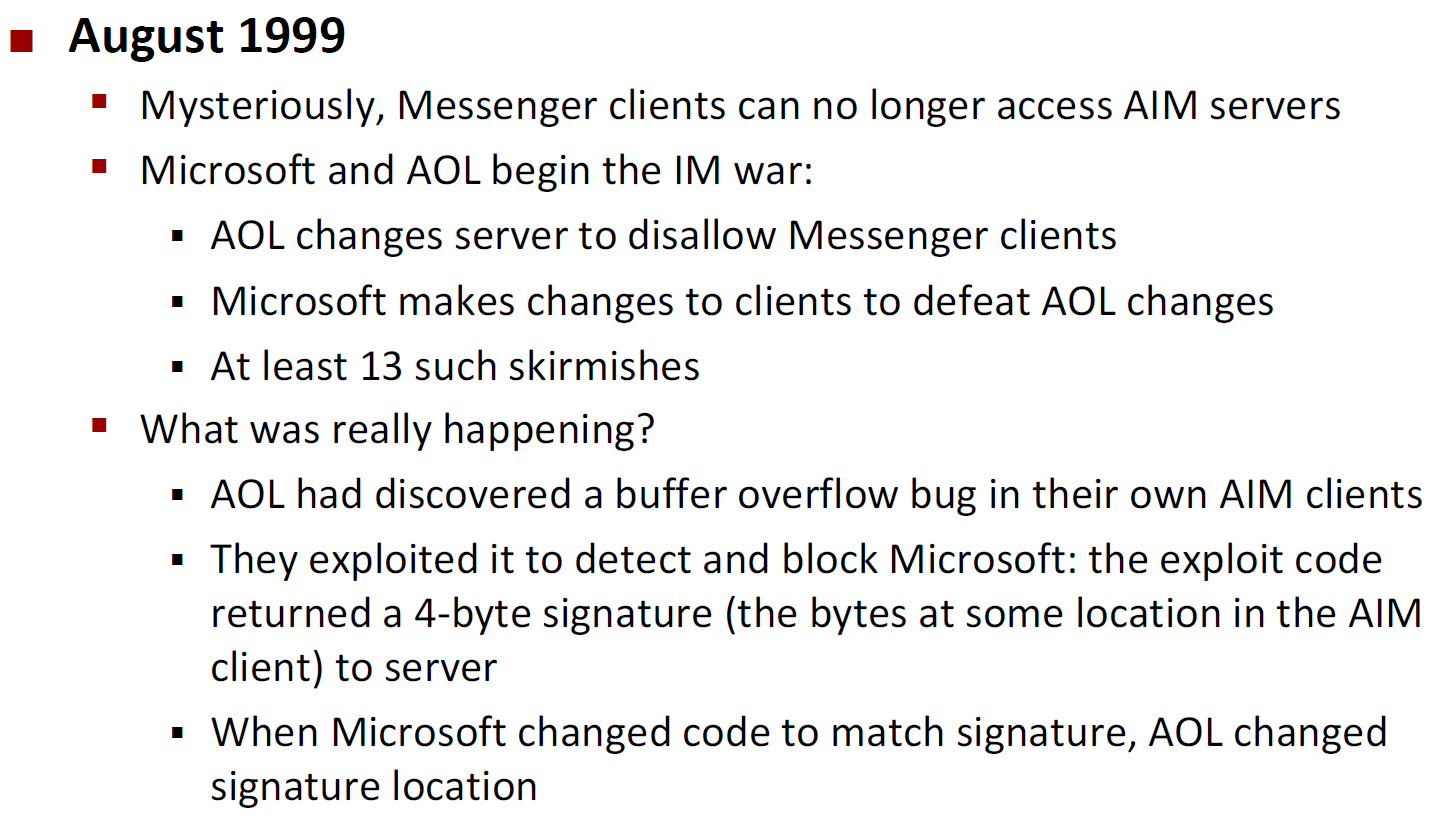 August 1999
Mysteriously, Messenger clients can no longer access AIM servers
Microsoft and AOL begin the IM war:
AOL changes server to disallow Messenger clients
Microsoft makes changes to clients to defeat AOL changes
At least 13 such skirmishes
What was really happening?
AOL had discovered a buffer overflow bug in their own AIM clients
They exploited it to detect and block Microsoft: the exploit code
returned a 4-byte signature (the bytes at some location in the AIM
client) to server
When Microsoft changed code to match signature, AOL changed
signature location